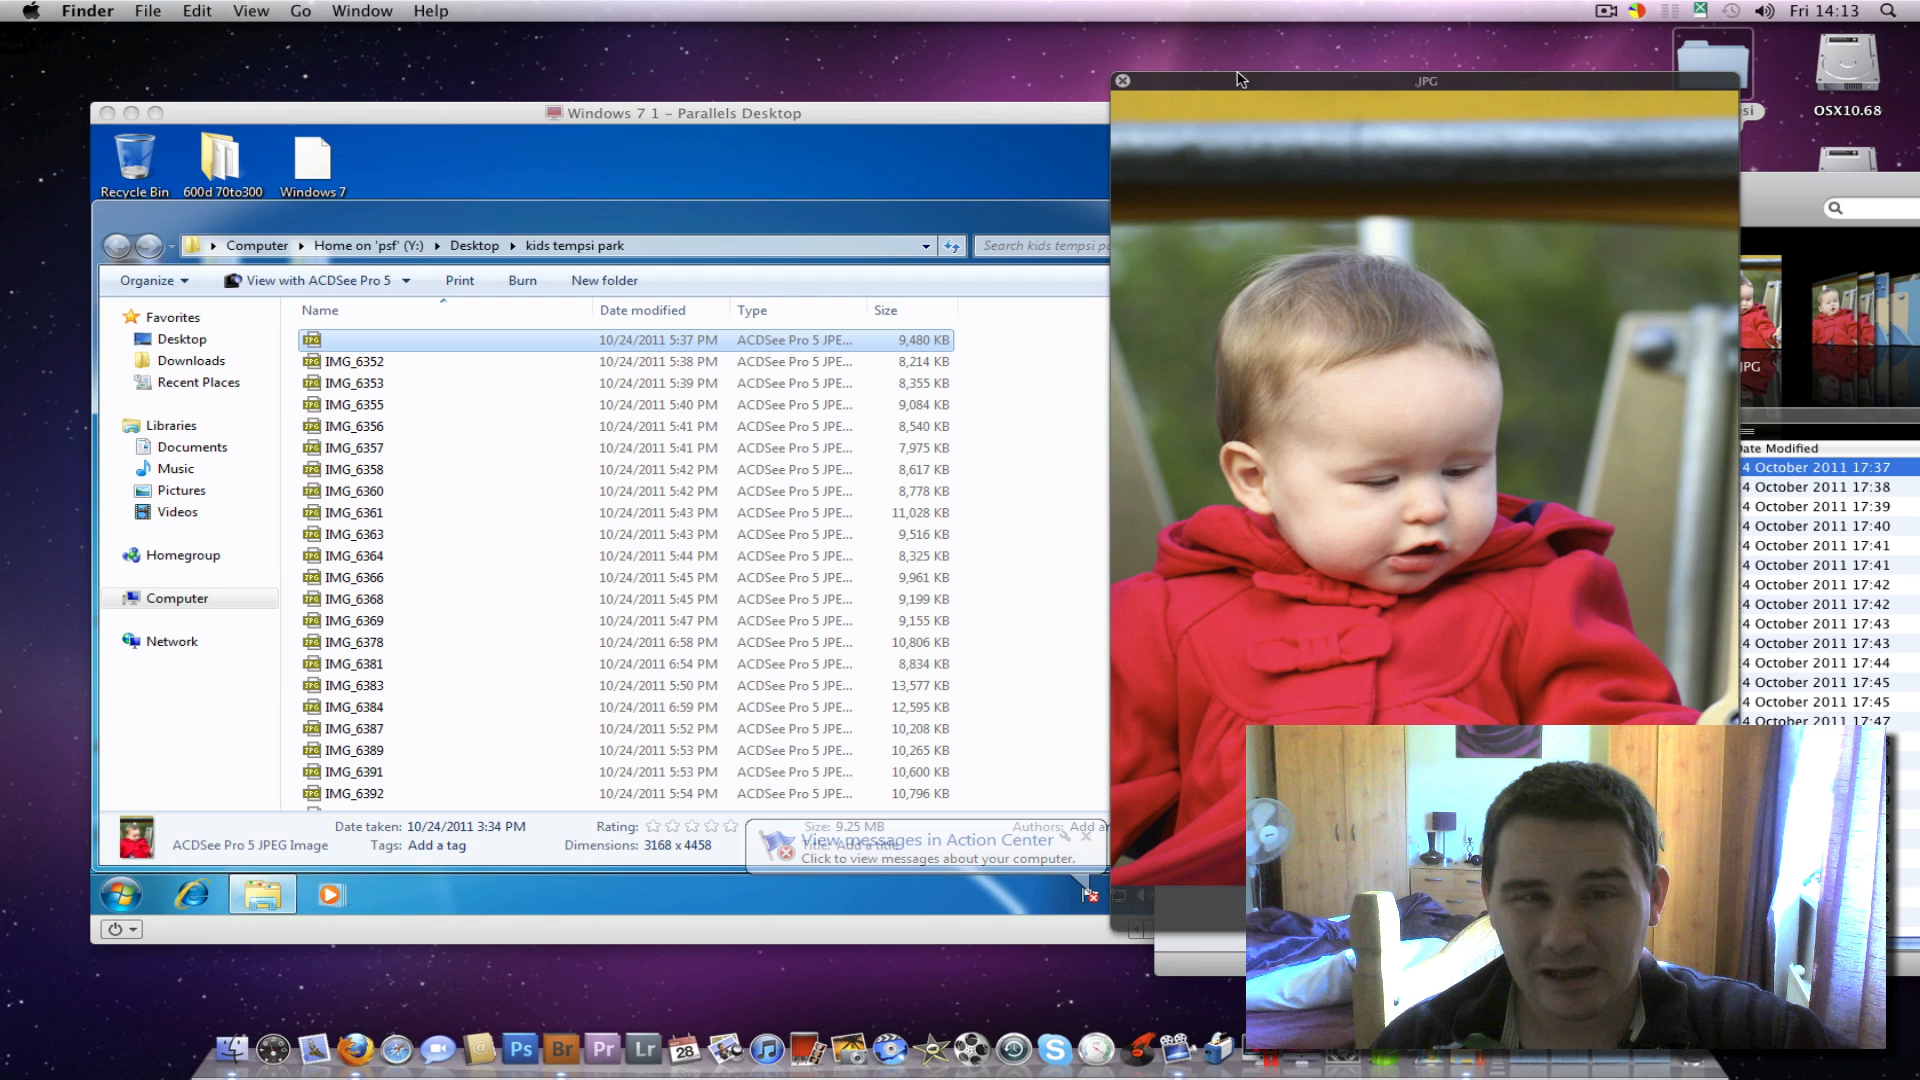 Finder File Edit View Go Window Help
Fri 14:13
.JPG
OSX10.68
Windows 7 1 – Parallels Desktop
Recycle Bin 600d 70to300 Windows 7
Computer Home on 'psf' (Y:) Desktop kids tempsi park
Search kids tempsi
Organize View with ACDSee Pro 5 Print Burn New folder
Name Date modified Type Size
Favorites
Desktop
Downloads
Recent Places
Libraries
Documents
Music
Pictures
Videos
Homegroup
Computer
Network
10/24/2011 5:37 PM ACDSee Pro 5 JPE... 9,480 KB
IMG_6352 10/24/2011 5:38 PM ACDSee Pro 5 JPE... 8,214 KB
IMG_6353 10/24/2011 5:39 PM ACDSee Pro 5 JPE... 8,355 KB
IMG_6355 10/24/2011 5:40 PM ACDSee Pro 5 JPE... 9,084 KB
IMG_6356 10/24/2011 5:41 PM ACDSee Pro 5 JPE... 8,540 KB
IMG_6357 10/24/2011 5:41 PM ACDSee Pro 5 JPE... 7,975 KB
IMG_6358 10/24/2011 5:42 PM ACDSee Pro 5 JPE... 8,617 KB
IMG_6360 10/24/2011 5:42 PM ACDSee Pro 5 JPE... 8,778 KB
IMG_6361 10/24/2011 5:43 PM ACDSee Pro 5 JPE... 11,028 KB
IMG_6363 10/24/2011 5:43 PM ACDSee Pro 5 JPE... 9,516 KB
IMG_6364 10/24/2011 5:44 PM ACDSee Pro 5 JPE... 8,325 KB
IMG_6366 10/24/2011 5:45 PM ACDSee Pro 5 JPE... 9,961 KB
IMG_6368 10/24/2011 5:45 PM ACDSee Pro 5 JPE... 9,199 KB
IMG_6369 10/24/2011 5:47 PM ACDSee Pro 5 JPE... 9,155 KB
IMG_6378 10/24/2011 6:58 PM ACDSee Pro 5 JPE... 10,806 KB
IMG_6381 10/24/2011 6:54 PM ACDSee Pro 5 JPE... 8,834 KB
IMG_6383 10/24/2011 5:50 PM ACDSee Pro 5 JPE... 13,577 KB
IMG_6384 10/24/2011 6:59 PM ACDSee Pro 5 JPE... 12,595 KB
IMG_6387 10/24/2011 5:52 PM ACDSee Pro 5 JPE... 10,208 KB
IMG_6389 10/24/2011 5:53 PM ACDSee Pro 5 JPE... 10,265 KB
IMG_6391 10/24/2011 5:53 PM ACDSee Pro 5 JPE... 10,600 KB
IMG_6392 10/24/2011 5:54 PM ACDSee Pro 5 JPE... 10,796 KB
Date taken: 10/24/2011 3:34 PM Rating: Size: 9.25 MB Authors: Add
ACDSee Pro 5 JPEG Image Tags: Add a tag Dimensions: 3168 x 4458
View messages in Action Center
Click to view messages about your computer.
JPG
Date Modified
4 October 2011 17:37
4 October 2011 17:38
4 October 2011 17:39
4 October 2011 17:40
4 October 2011 17:41
4 October 2011 17:41
4 October 2011 17:42
4 October 2011 17:42
4 October 2011 17:43
4 October 2011 17:43
4 October 2011 17:44
4 October 2011 17:45
4 October 2011 17:45
4 October 2011 17:47
Ps Br Pr Lr 28